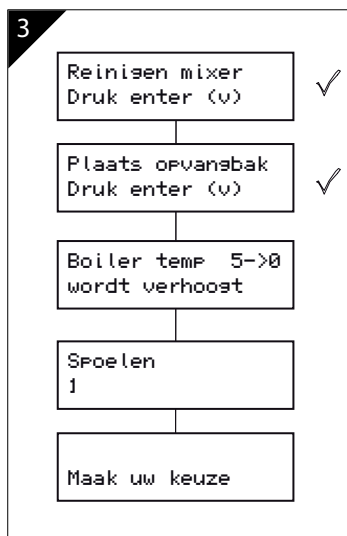 3
Reinigen mixer
Druk enter (v)
Plaats opvangbak
Druk enter (v)
Boiler temp 5->0
wordt verhoogt
Spoelen
1
Maak uw keuze